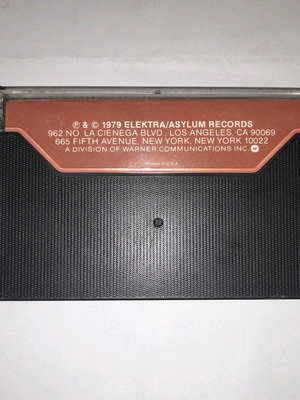 ℗ & © 1979 ELEKTRA/ASYLUM RECORDS
962 NO. LA CIENEGA BLVD., LOS ANGELES, CA 90069
665 FIFTH AVENUE, NEW YORK, NEW YORK 10022
A DIVISION OF WARNER COMMUNICATIONS INC.